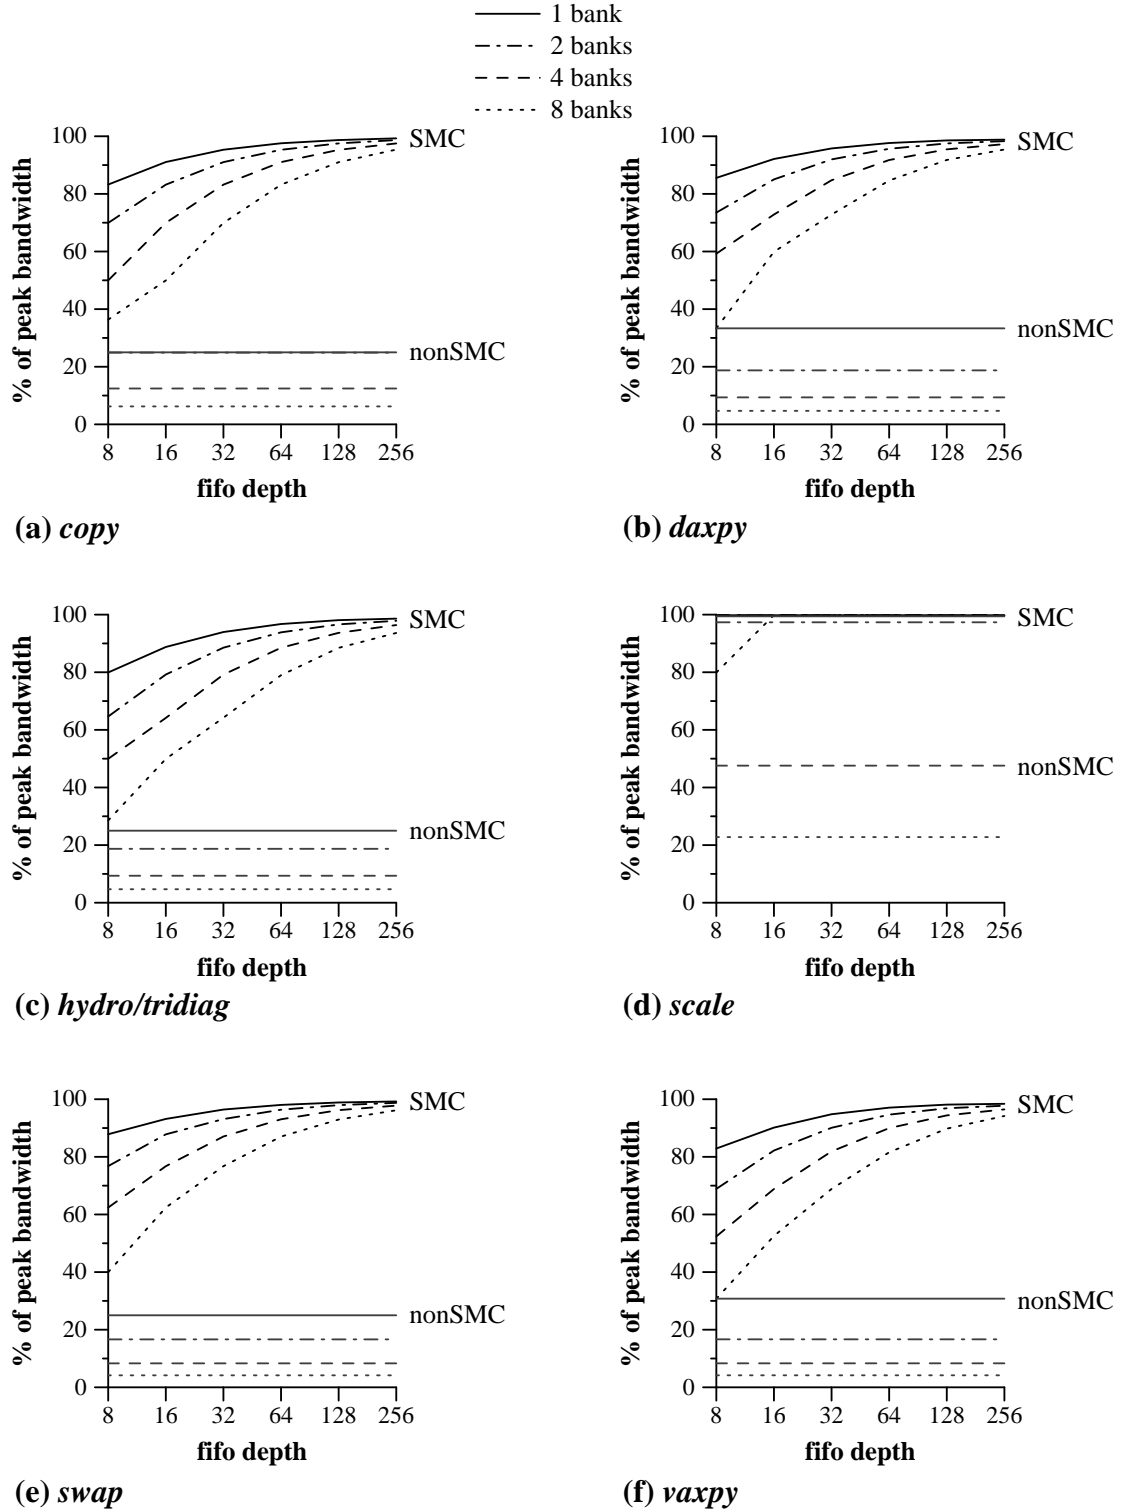 1 bank
2 banks
4 banks
8 banks
% of peak bandwidth
100
80
60
40
20
0
SMC
nonSMC
8 16 32 64 128 256
fifo depth
(a) copy
% of peak bandwidth
100
80
60
40
20
0
SMC
nonSMC
8 16 32 64 128 256
fifo depth
(b) daxpy
% of peak bandwidth
100
80
60
40
20
0
SMC
nonSMC
8 16 32 64 128 256
fifo depth
(c) hydro/tridiag
% of peak bandwidth
100
80
60
40
20
0
SMC
nonSMC
8 16 32 64 128 256
fifo depth
(d) scale
% of peak bandwidth
100
80
60
40
20
0
SMC
nonSMC
8 16 32 64 128 256
fifo depth
(e) swap
% of peak bandwidth
100
80
60
40
20
0
SMC
nonSMC
8 16 32 64 128 256
fifo depth
(f) vaxpy